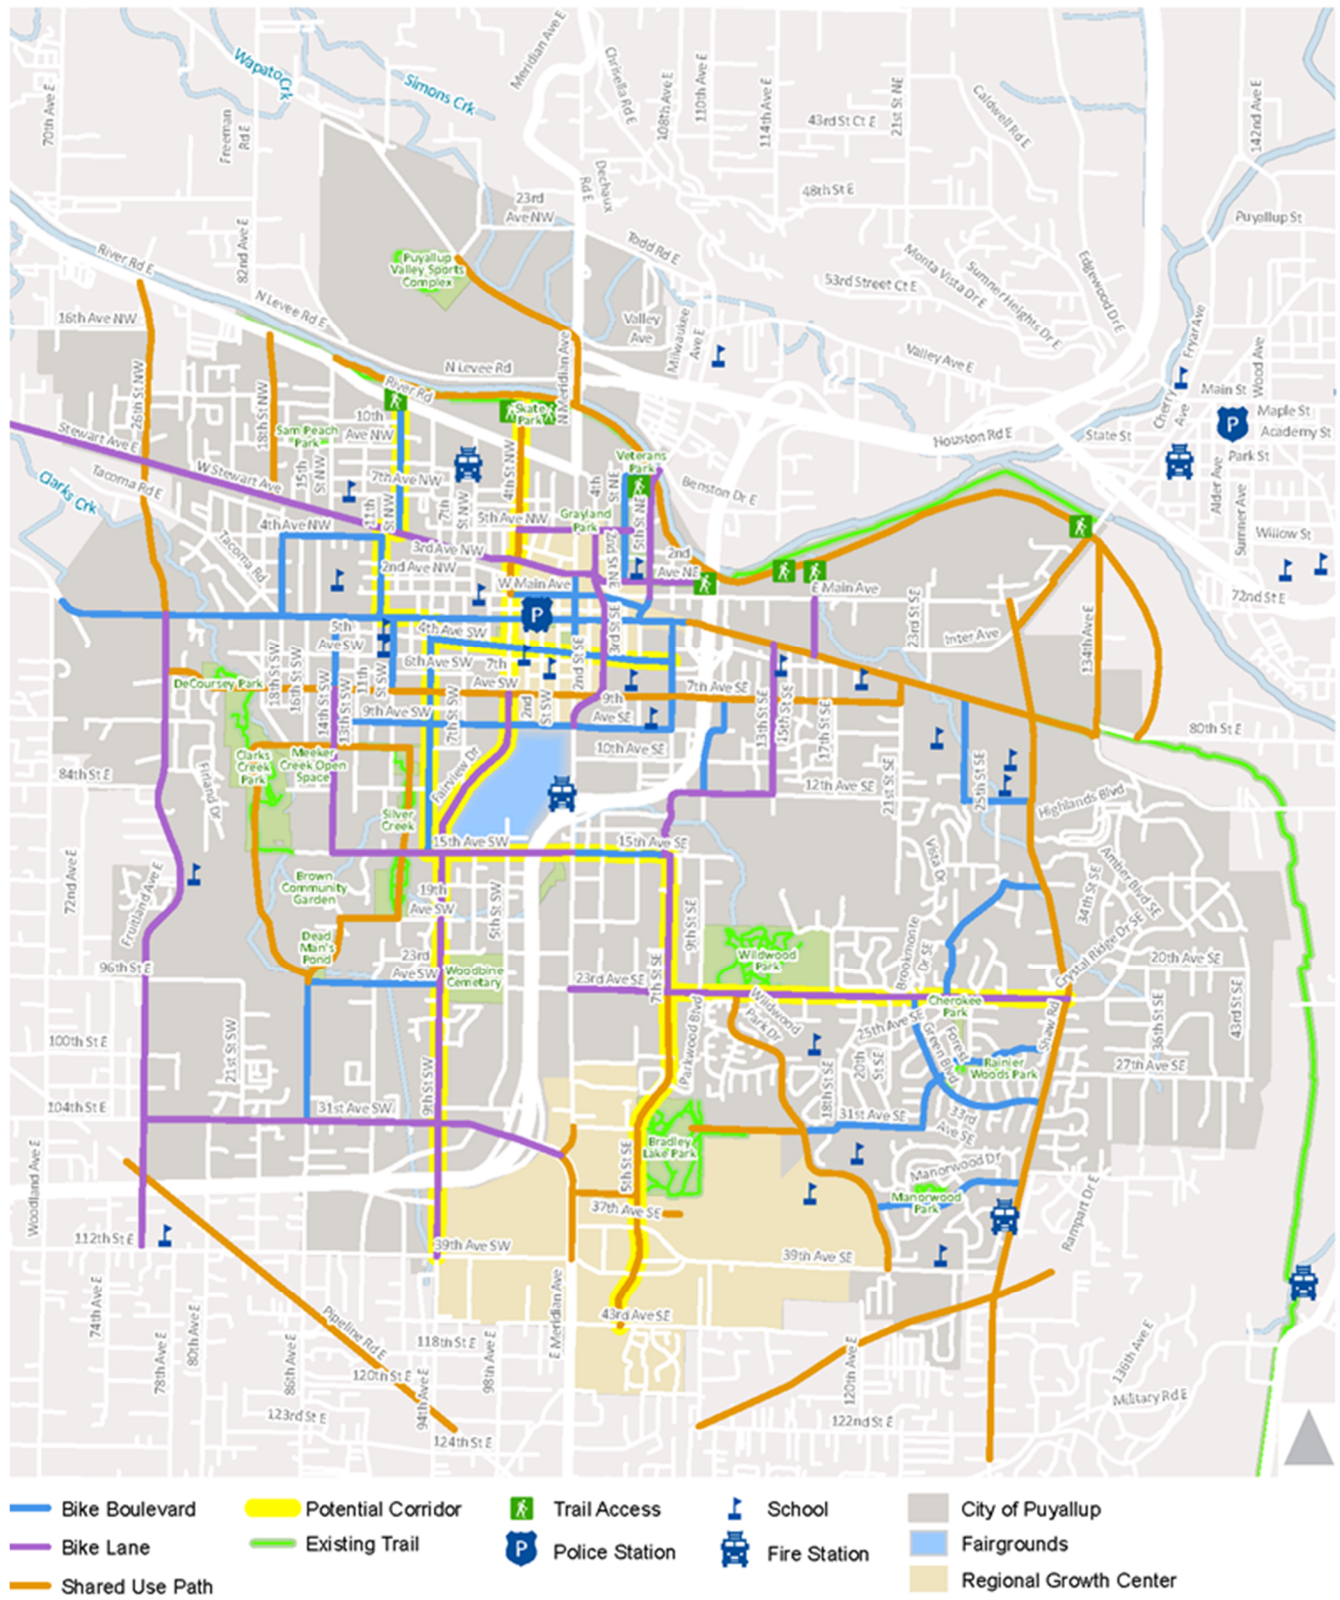 Wapato Crk
Simons Crk
Meridian Ave E
Chrisella Rd E
108th Ave E
110th Ave E
114th Ave E
43rd St Ct E
21st St NE
Caldwell Rd E
142nd Ave E
70th Ave E
Freeman
Rd E
Dechaux
Rd E
48th St E
23rd
Ave NW
Puyallup St
82nd Ave E
River Rd E
Puyallup
Valley Sports
Complex
Todd Rd E
53rd Street Ct E
Monta Vista Dr E
Sumner Heights Dr E
Edgewood Dr E
N Levee Rd E
16th Ave NW
Valley
Ave
Milwaukee
Ave E
Valley Ave E
Fryar Ave
Wood Ave
N Levee Rd
N Meridian Ave
River Rd
26th St NW
18th St NW
Main St
Maple St
Academy St
Cherry
Ave
State St
Park St
Houston Rd E
10th
Ave NW
Skate
Park
Sam Peach
Park
15th
St NW
Stewart Ave E
W Stewart Ave
Tacoma Rd E
Clarks
Crk
7th Ave NW
11th
St NW
7th
St NW
4th St NW
Veterans
Park
4th
St NE
5th St NE
Benston Dr E
Alder Ave
Sumner Ave
Willow St
5th Ave NW
Grayland
Park
4th Ave NW
3rd Ave NW
2nd Ave NW
Tacoma Rd
2nd St NE
2nd
Ave NE
W Main Ave
E Main Ave
72nd St E
5th
Ave SW
4th Ave SW
3rd St SE
23rd St SE
Inter Ave
134th Ave E
6th Ave SW
7th
Ave SW
2nd St SE
DeCoursey Park
18th St SW
16th St SW
14th St SW
13th St SW
11th
St SW
7th St SW
2nd
St SW
7th Ave SE
9th
Ave SE
9th Ave SW
13th St SE
15th St SE
17th St SE
80th St E
10th Ave SE
84th St E
Clarks
Creek
Park
Meeker
Creek Open
Space
Firland Dr
Fairview Dr
12th Ave SE
21st St SE
25th St SE
Highlands Blvd
Silver
Creek
15th Ave SW
15th Ave SE
Vista Dr
Amber Blvd SE
34th St SE
72nd Ave E
Fruitland Ave E
Brown
Community
Garden
19th
Ave SW
5th St SW
9th St SE
Brookmonte
Dr SE
Crystal Ridge Dr SE
Dead
Man's
Pond
23rd
Ave SW
Woodbine
Cemetary
Wildwood
Park
20th Ave SE
96th St E
23rd Ave SE
7th St SE
Wildwood
Park Dr
Cherokee
Park
25th Ave SE
Shaw Rd
36th St SE
43rd St SE
100th St E
21st St SW
Parkwood Blvd
Forest
Green Blvd
Rainier
Woods Park
27th Ave SE
20th
St SE
18th St SE
104th St E
31st Ave SW
9th St SW
31st Ave SE
33rd
Ave SE
5th St SE
Bradley
Lake Park
Manorwood Dr
Manorwood
Park
Woodland Ave E
37th Ave SE
Rampart Dr E
112th St E
39th Ave SW
39th Ave SE
74th Ave E
78th Ave E
80th Ave E
86th Ave E
Pipeline Rd E
118th St E
98th Ave E
E Meridian Ave
43rd Ave SE
120th Ave E
136th Ave E
Military Rd E
120th St E
94th Ave E
123rd St E
124th St E
122nd St E
Bike Boulevard
Potential Corridor
Trail Access
School
City of Puyallup
Bike Lane
Existing Trail
P
Police Station
Fire Station
Fairgrounds
Shared Use Path
Regional Growth Center